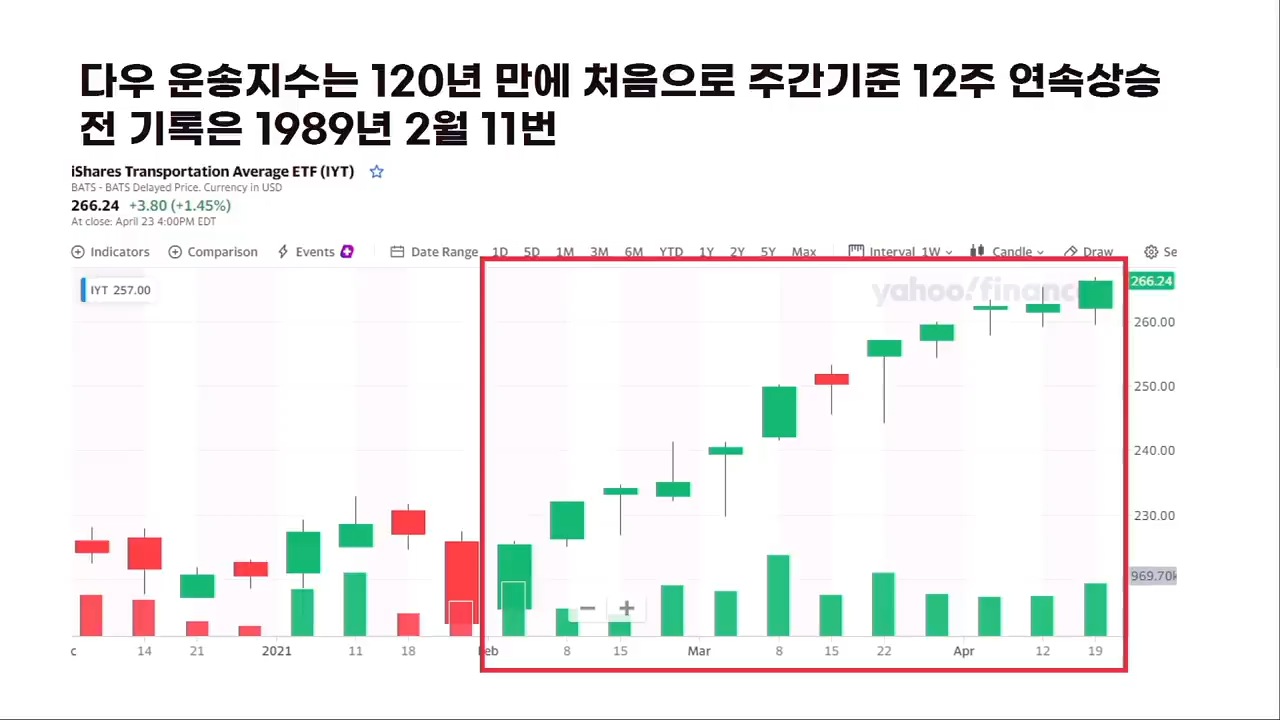 다우 운송지수는 120년 만에 처음으로 주간기준 12주 연속상승
전 기록은 1989년 2월 11번
iShares Transportation Average ETF (IYT)
BATS - BATS Delayed Price. Currency in USD
266.24 +3.80 (+1.45%)
At close: April 23 4:00PM EDT
Indicators Comparison Events Date Range 1D 5D 1M 3M 6M YTD 1Y 2Y 5Y Max Interval 1W Candle Draw Se
IYT 257.00
yahoo!financ
266.24
260.00
250.00
240.00
230.00
969.70k
c 14 21 2021 11 18 eb 8 15 Mar 8 15 22 Apr 12 19